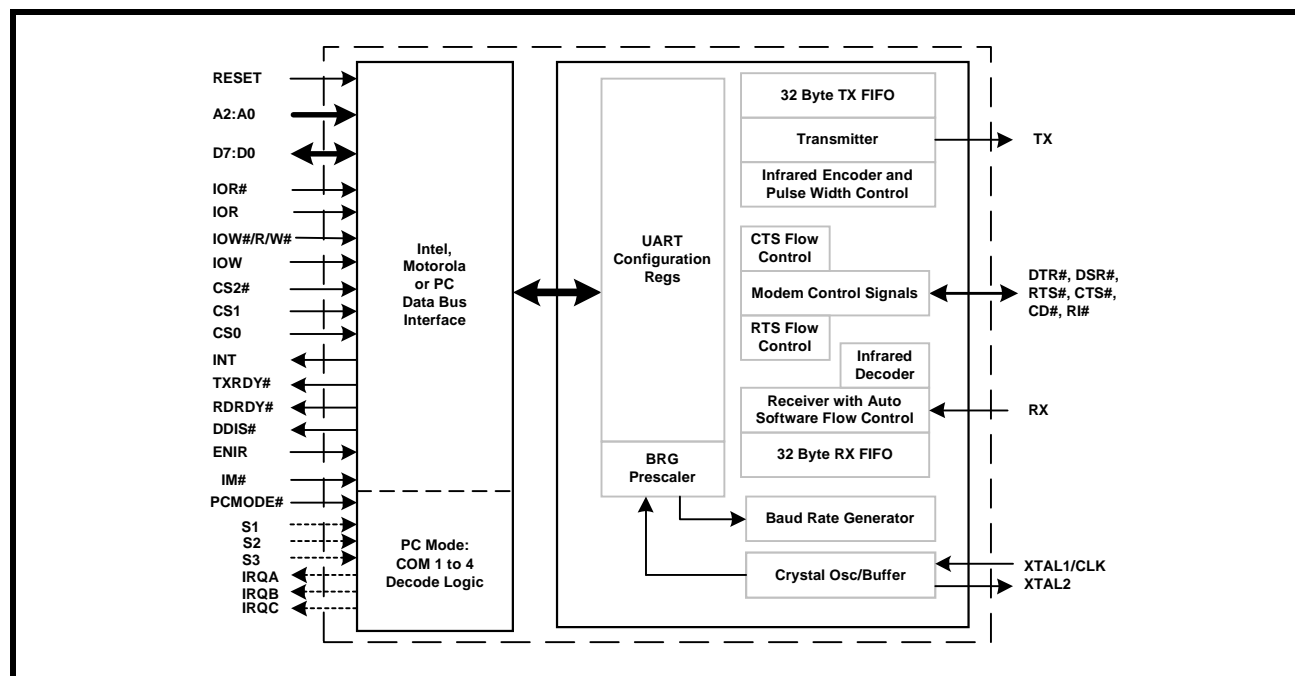 RESET
A2:A0
D7:D0
IOR#
IOR
IOW#/R/W#
IOW
CS2#
CS1
CS0
INT
TXRDY#
RDRDY#
DDIS#
ENIR
IM#
PCMODE#
S1
S2
S3
IRQA
IRQB
IRQC
Intel,
Motorola
or PC
Data Bus
Interface
PC Mode:
COM 1 to 4
Decode Logic
UART
Configuration
Regs
BRG
Prescaler
32 Byte TX FIFO
Transmitter
Infrared Encoder and
Pulse Width Control
CTS Flow
Control
Modem Control Signals
RTS Flow
Control
Infrared
Decoder
Receiver with Auto
Software Flow Control
32 Byte RX FIFO
Baud Rate Generator
Crystal Osc/Buffer
TX
DTR#, DSR#,
RTS#, CTS#,
CD#, RI#
RX
XTAL1/CLK
XTAL2